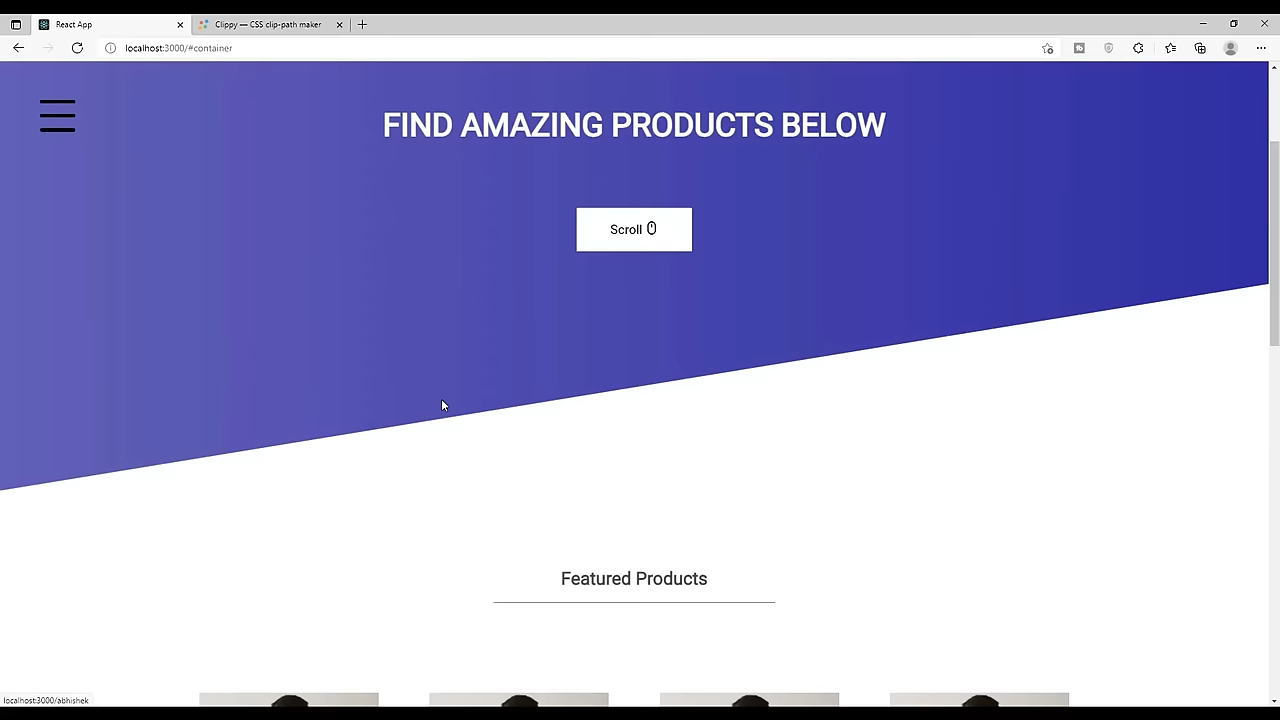 React App
Clippy — CSS clip-path maker
localhost:3000/#container
FIND AMAZING PRODUCTS BELOW
Scroll
Featured Products
localhost:3000/abhishek